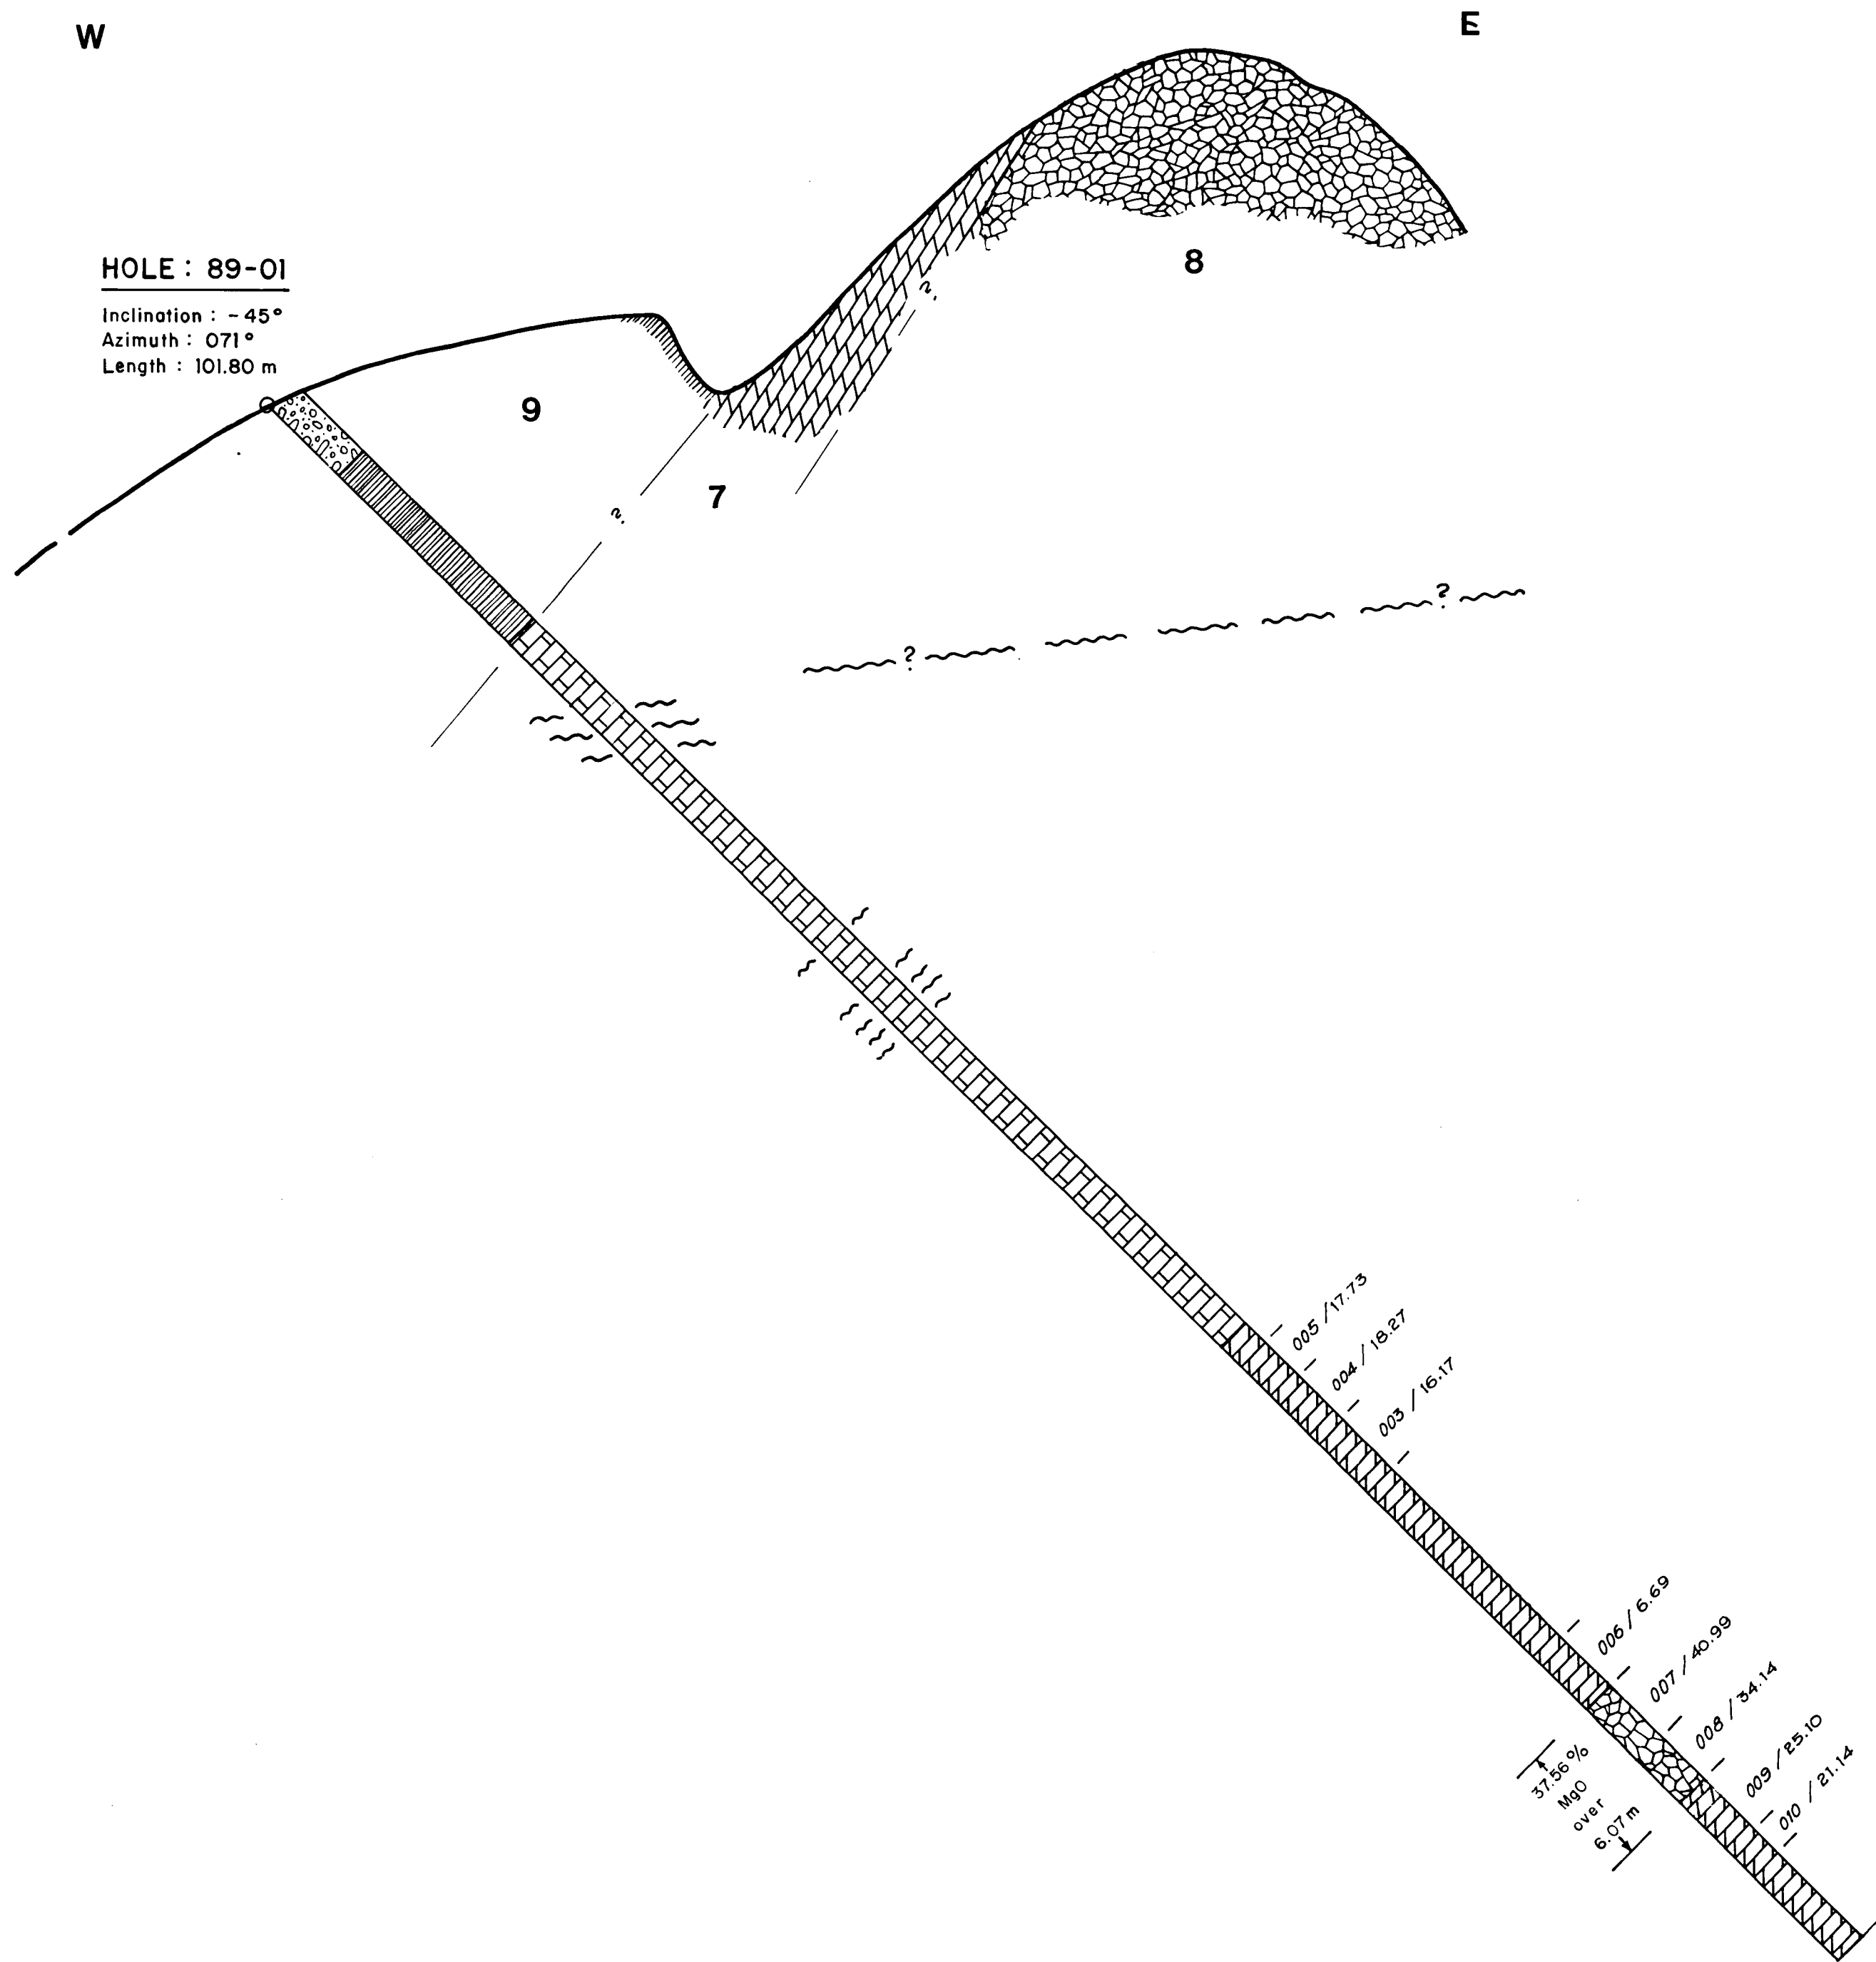 W
E
HOLE : 89-01
Inclination : -45°
Azimuth : 071°
Length : 101.80 m
8
?
9
7
?
?
?
005 / 17.73
004 / 18.27
003 / 16.17
006 / 6.69
007 / 40.99
008 / 34.14
009 / 25.10
010 / 21.14
37.56 %
MgO
over
6.07 m